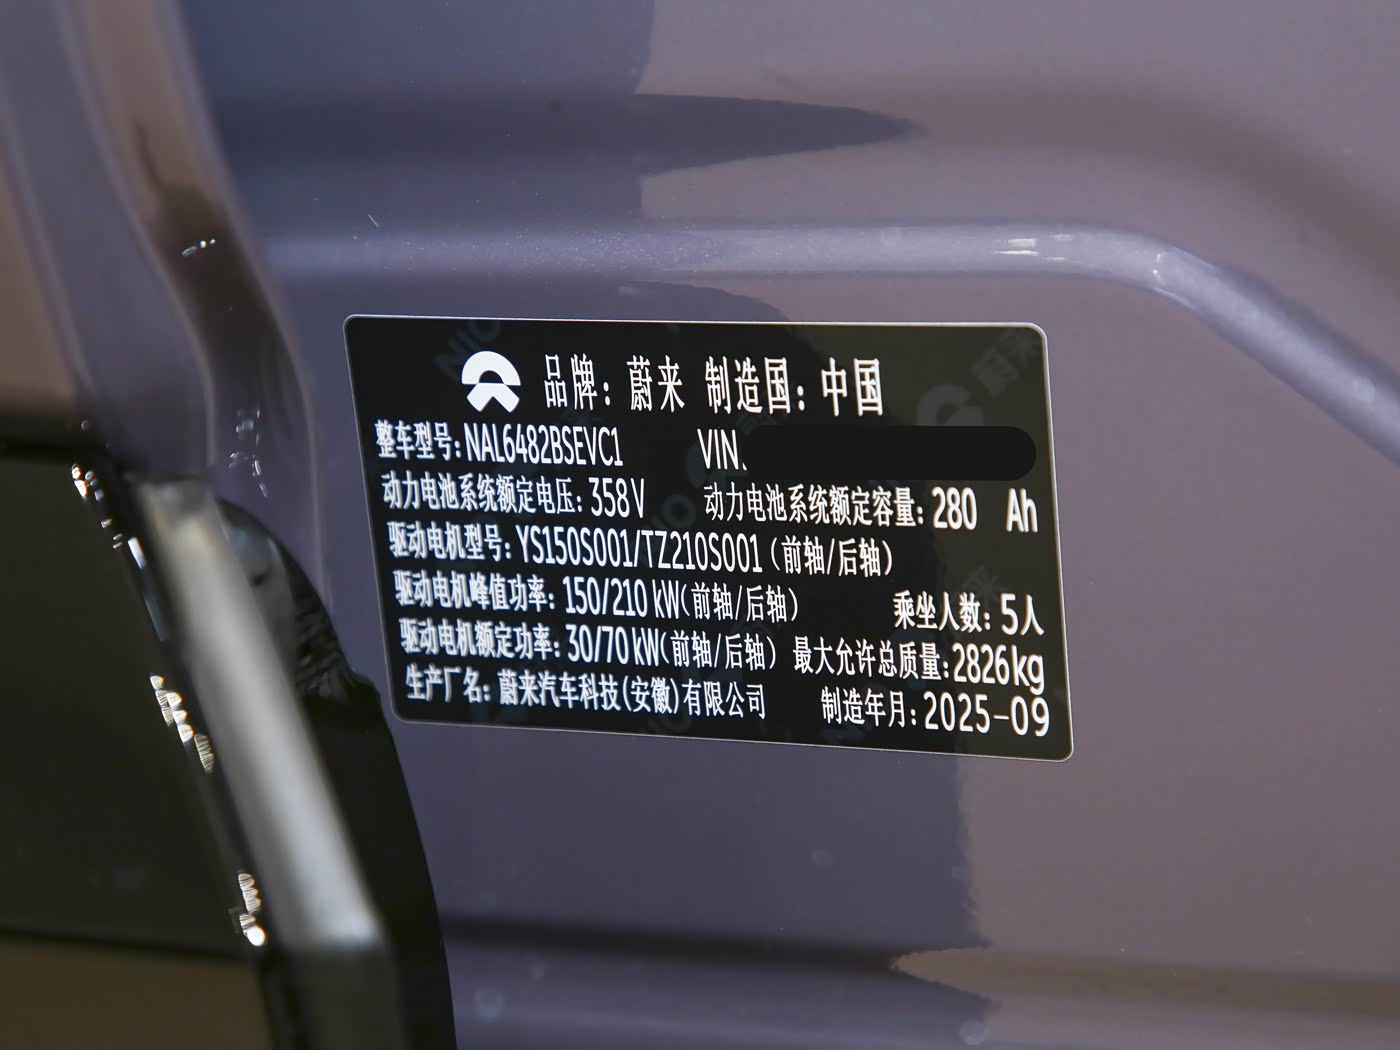 品牌: 蔚来 制造国: 中国
整车型号: NAL6482BSEVC1 VIN.
动力电池系统额定电压: 358V 动力电池系统额定容量: 280 Ah
驱动电机型号: YS150S001/TZ210S001 (前轴/后轴)
驱动电机峰值功率: 150/210 kW(前轴/后轴) 乘坐人数: 5人
驱动电机额定功率: 30/70 kW(前轴/后轴) 最大允许总质量: 2826kg
生产厂名: 蔚来汽车科技(安徽)有限公司 制造年月: 2025-09